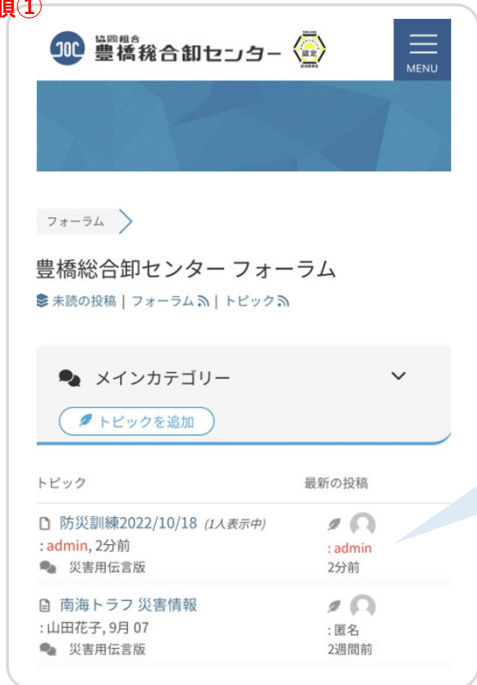 順①
JOC 協同組合 豊橋総合卸センター 認定
MENU
フォーラム
豊橋総合卸センター フォーラム
未読の投稿 | フォーラム | トピック
メインカテゴリー
トピックを追加
トピック 最新の投稿
防災訓練2022/10/18 (1人表示中)
: admin, 2分前 : admin
災害用伝言版 2分前
南海トラフ 災害情報
: 山田花子, 9月 07 : 匿名
災害用伝言版 2週間前